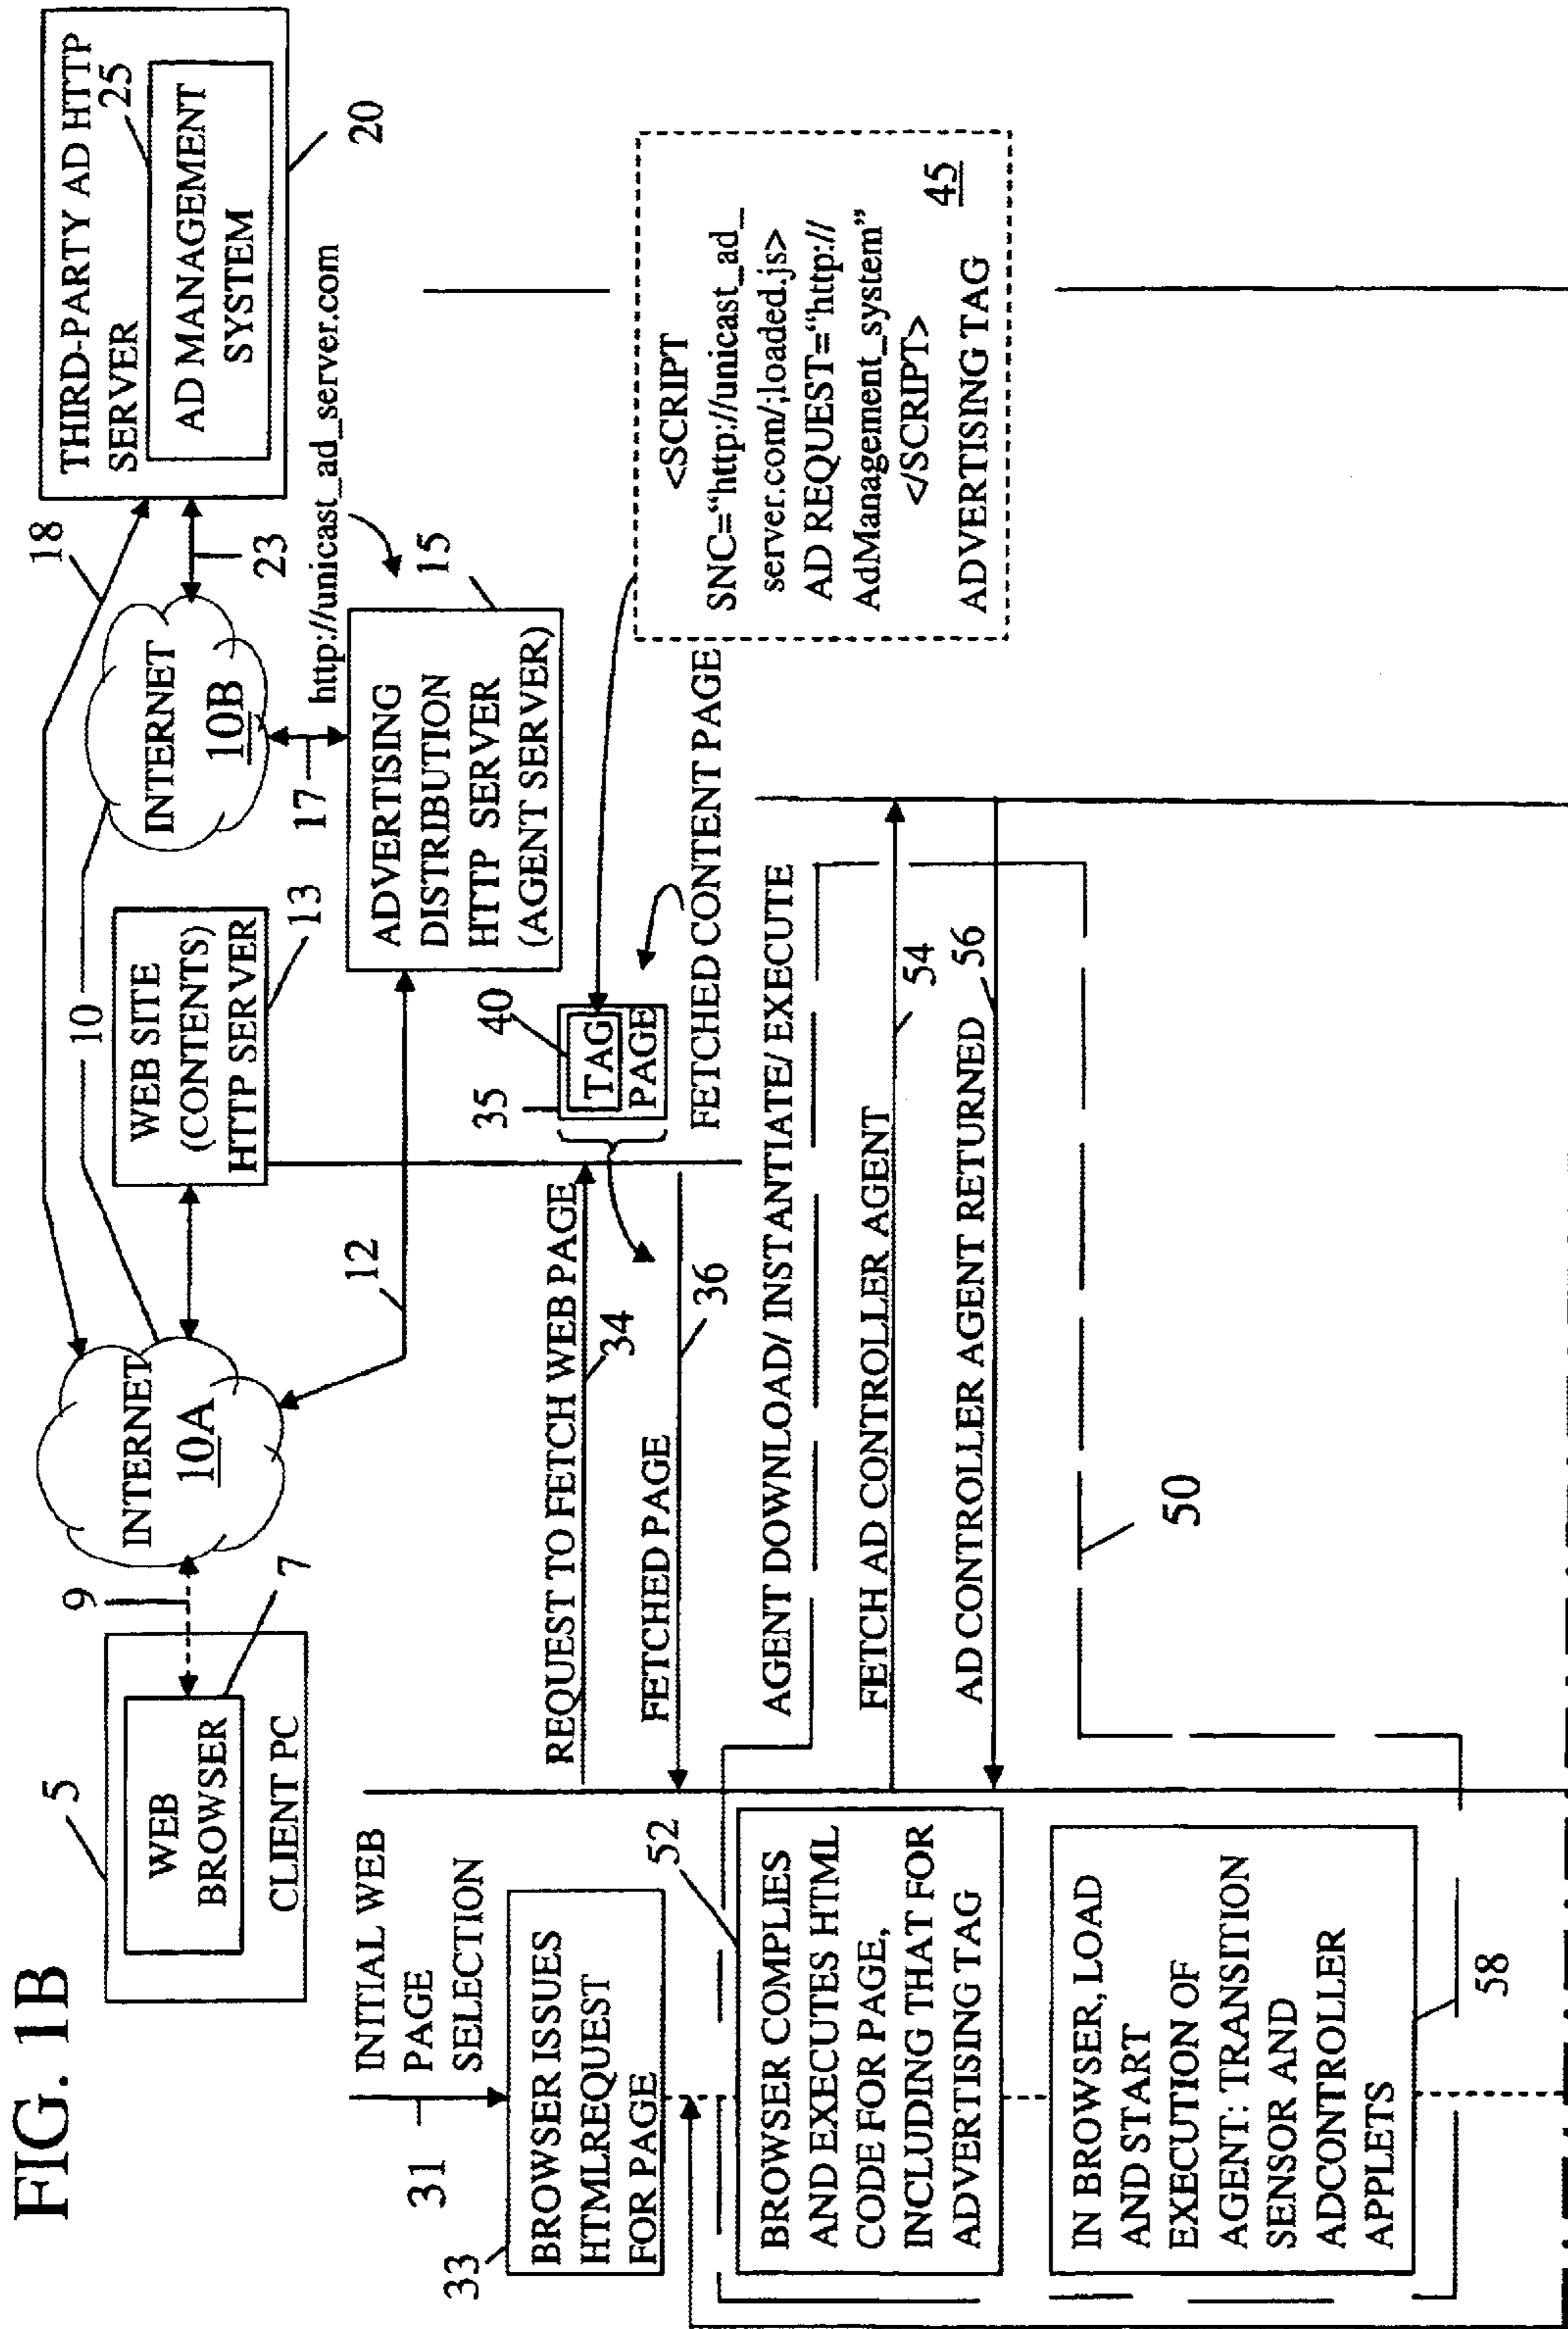 FIG. 1B
5
WEB
BROWSER
CLIENT PC
7
9
INTERNET
10A
10
12
WEB SITE
(CONTENTS)
HTTP SERVER
13
18
INTERNET
10B
17
23
THIRD-PARTY AD HTTP
SERVER
25
AD MANAGEMENT
SYSTEM
20
http://unicast_ad_server.com
ADVERTISING
DISTRIBUTION
HTTP SERVER
(AGENT SERVER)
15
INITIAL WEB
PAGE
SELECTION
31
33
BROWSER ISSUES
HTMLREQUEST
FOR PAGE
REQUEST TO FETCH WEB PAGE
34
FETCHED PAGE
36
35
40
TAG
PAGE
FETCHED CONTENT PAGE
<SCRIPT
SNC="http://unicast_ad_
server.com/;loaded.js>
AD REQUEST="http://
AdManagement_system”
</SCRIPT>
45
ADVERTISING TAG
52
BROWSER COMPLIES
AND EXECUTES HTML
CODE FOR PAGE,
INCLUDING THAT FOR
ADVERTISING TAG
AGENT DOWNLOAD/ INSTANTIATE/ EXECUTE
FETCH AD CONTROLLER AGENT
54
AD CONTROLLER AGENT RETURNED
56
50
IN BROWSER, LOAD
AND START
EXECUTION OF
AGENT: TRANSITION
SENSOR AND
ADCONTROLLER
APPLETS
58